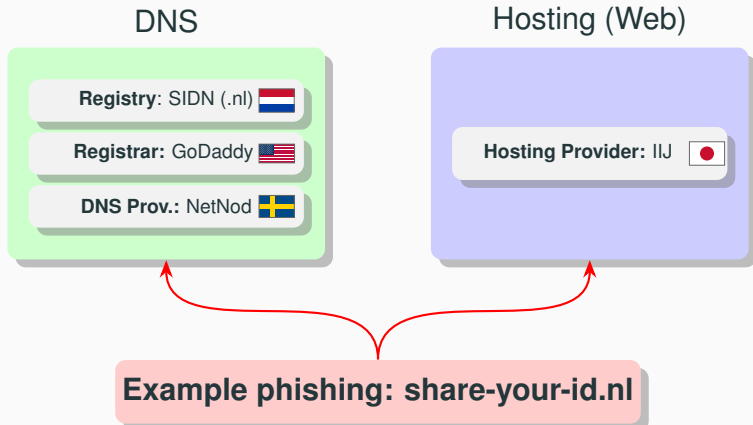 DNS
Hosting (Web)
Registry: SIDN (.nl)
Registrar: GoDaddy
DNS Prov.: NetNod
Hosting Provider: IIJ
Example phishing: share-your-id.nl